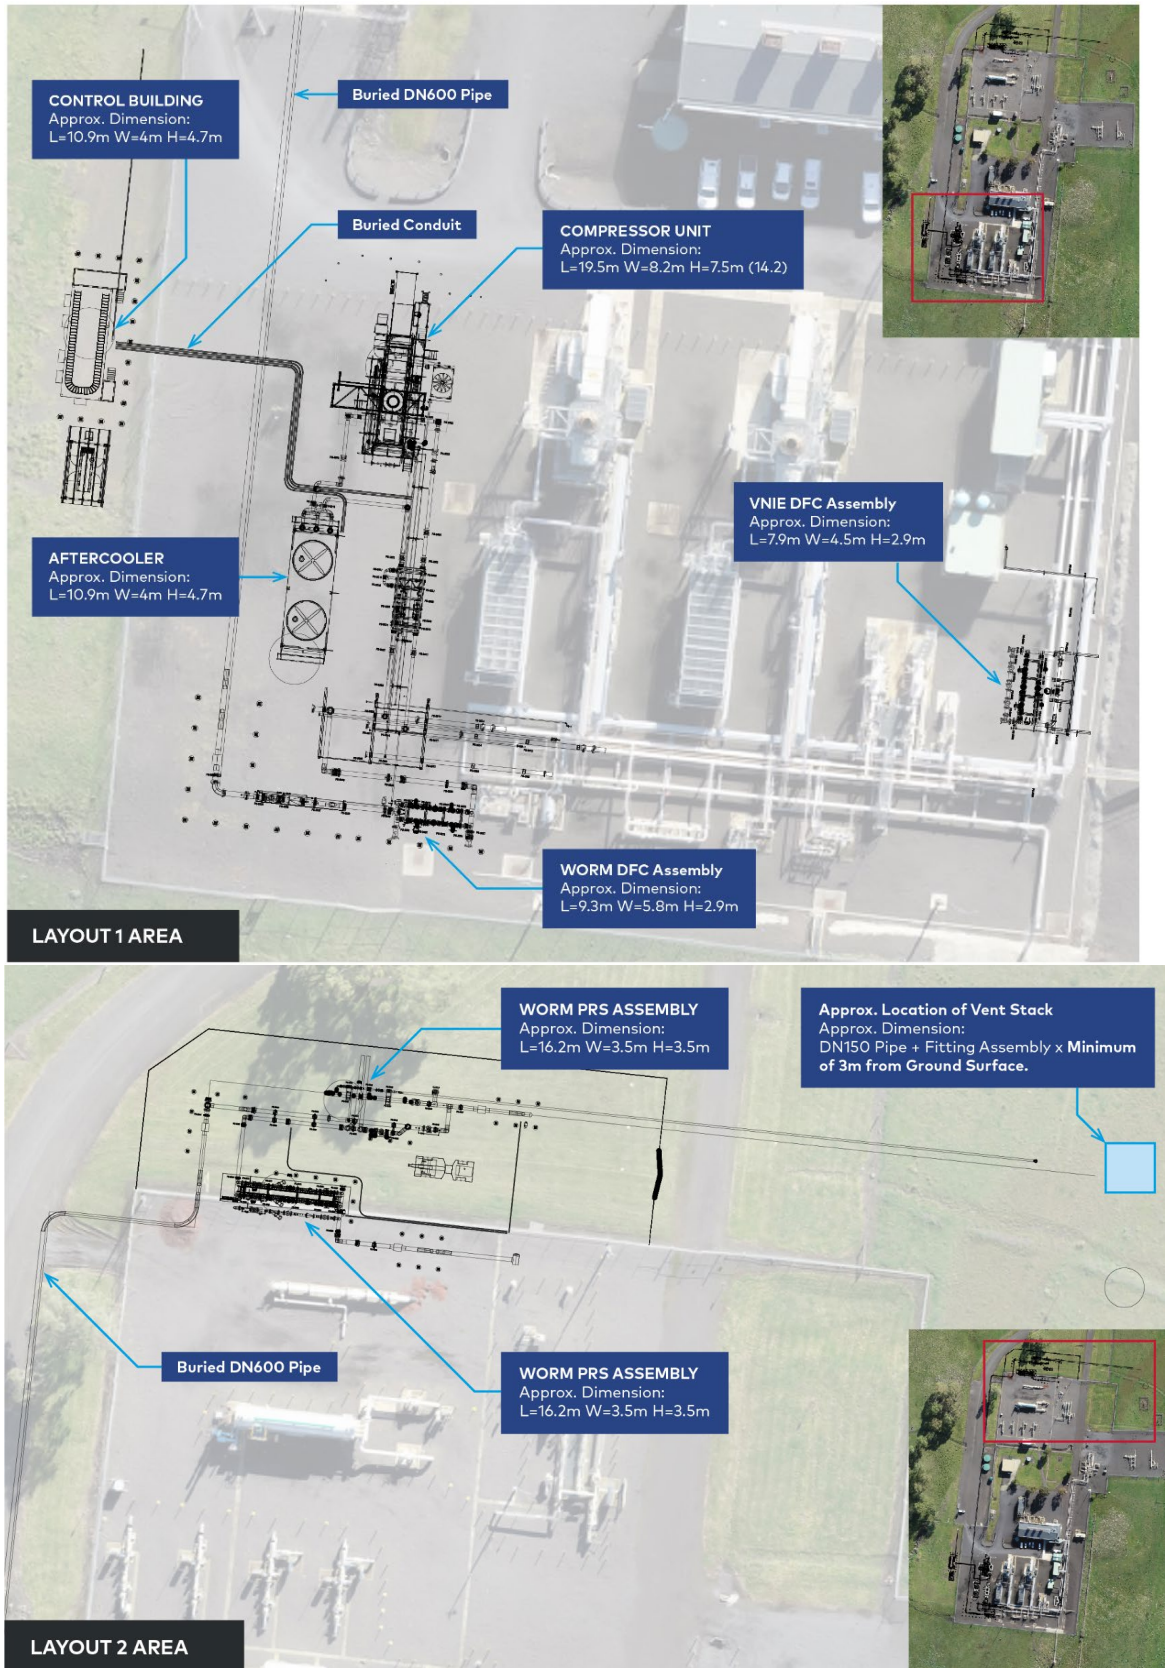 CONTROL BUILDING
Approx. Dimension:
L=10.9m W=4m H=4.7m
Buried DN600 Pipe
Buried Conduit
COMPRESSOR UNIT
Approx. Dimension:
L=19.5m W=8.2m H=7.5m (14.2)
VNIE DFC Assembly
Approx. Dimension:
L=7.9m W=4.5m H=2.9m
AFTERCOOLER
Approx. Dimension:
L=10.9m W=4m H=4.7m
WORM DFC Assembly
Approx. Dimension:
L=9.3m W=5.8m H=2.9m
LAYOUT 1 AREA
WORM PRS ASSEMBLY
Approx. Dimension:
L=16.2m W=3.5m H=3.5m
Approx. Location of Vent Stack
Approx. Dimension:
DN150 Pipe + Fitting Assembly x Minimum
of 3m from Ground Surface.
Buried DN600 Pipe
WORM PRS ASSEMBLY
Approx. Dimension:
L=16.2m W=3.5m H=3.5m
LAYOUT 2 AREA